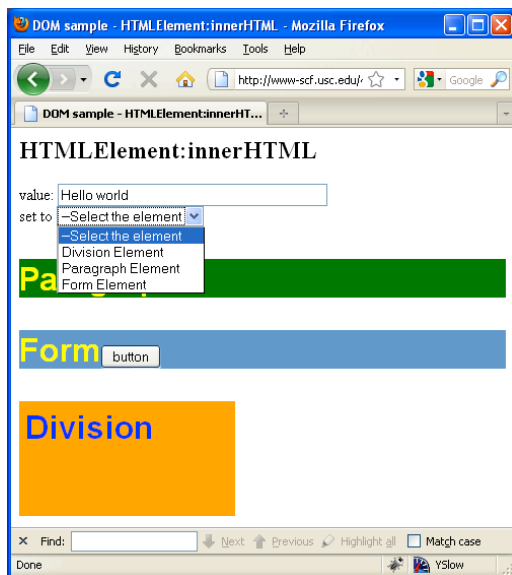 DOM sample - HTMLElement:innerHTML - Mozilla Firefox
File Edit View History Bookmarks Tools Help
http://www-scf.usc.edu/ Google
DOM sample - HTMLElement:innerHT...
HTMLElement:innerHTML
value: Hello world
set to --Select the element
--Select the element
Division Element
Paragraph Element
Form Element
Form button
Division
Find: Next Previous Highlight all Match case
Done YSlow